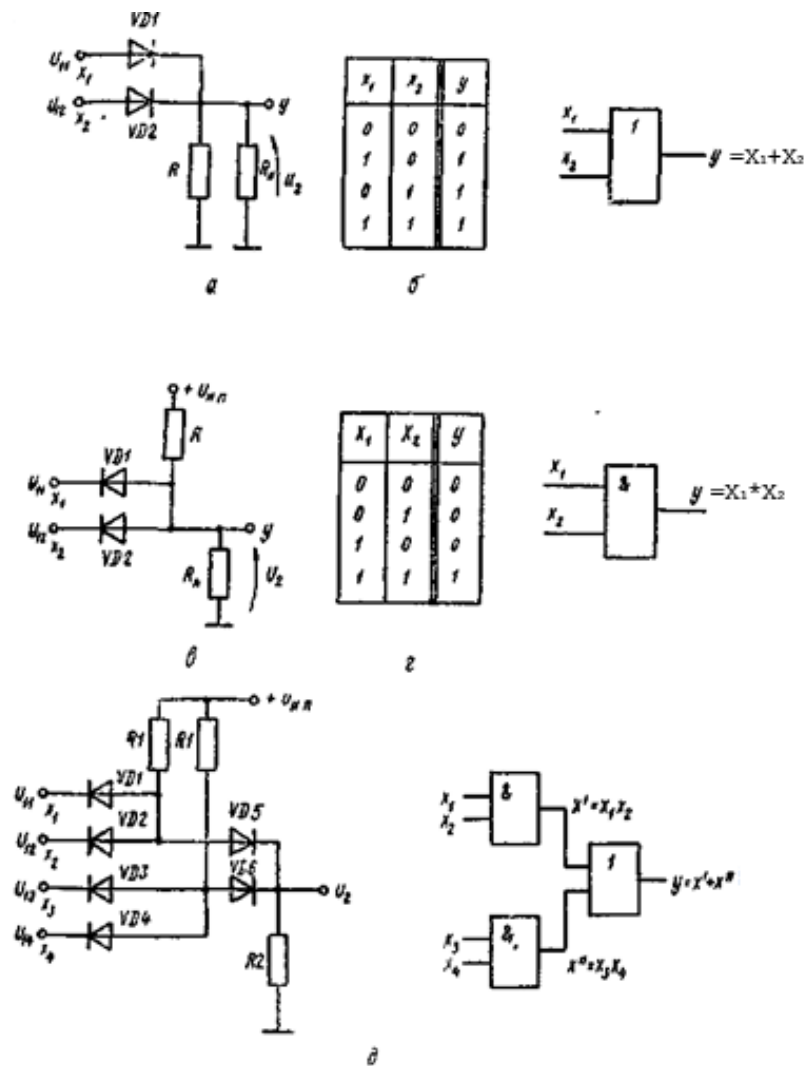 VD1
U₁₁ X₁
U₁₂ X₂
VD2
y
R Rн U₂
а
x₁ x₂ y
0 0 0
1 0 1
0 1 1
1 1 1
б
X₁
X₂
1
y =X₁+X₂
+ Uип
R
VD1
U₁₁ X₁
U₁₂ X₂
VD2
y
Rн U₂
в
X₁ X₂ y
0 0 0
0 1 0
1 0 0
1 1 1
г
X₁
X₂
&
y =X₁*X₂
+ Uип
R1 R1
VD1
U₁₁ X₁
VD2
U₁₂ X₂
VD3
U₁₃ X₃
VD4
U₁₄ X₄
VD5
VD6
U₂
R2
X₁
X₂
&
X'=X₁X₂
1
y=X'+X"
X₃
X₄
&
X"=X₃X₄
д